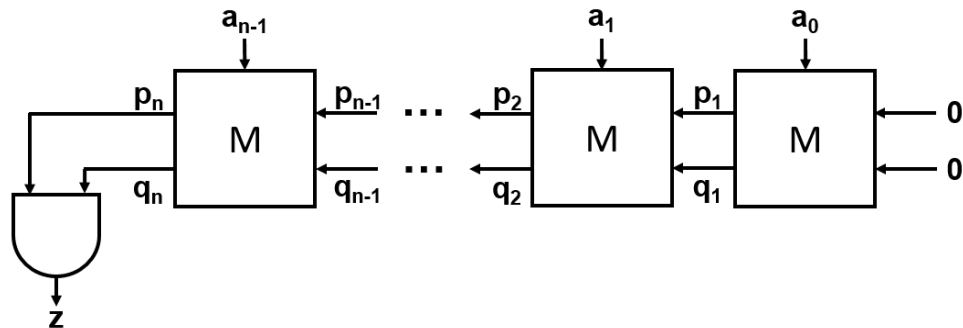 aₙ₋₁ a₁ a₀
pₙ pₙ₋₁ ... p₂ p₁ 0
M M M
qₙ qₙ₋₁ ... q₂ q₁ 0
z